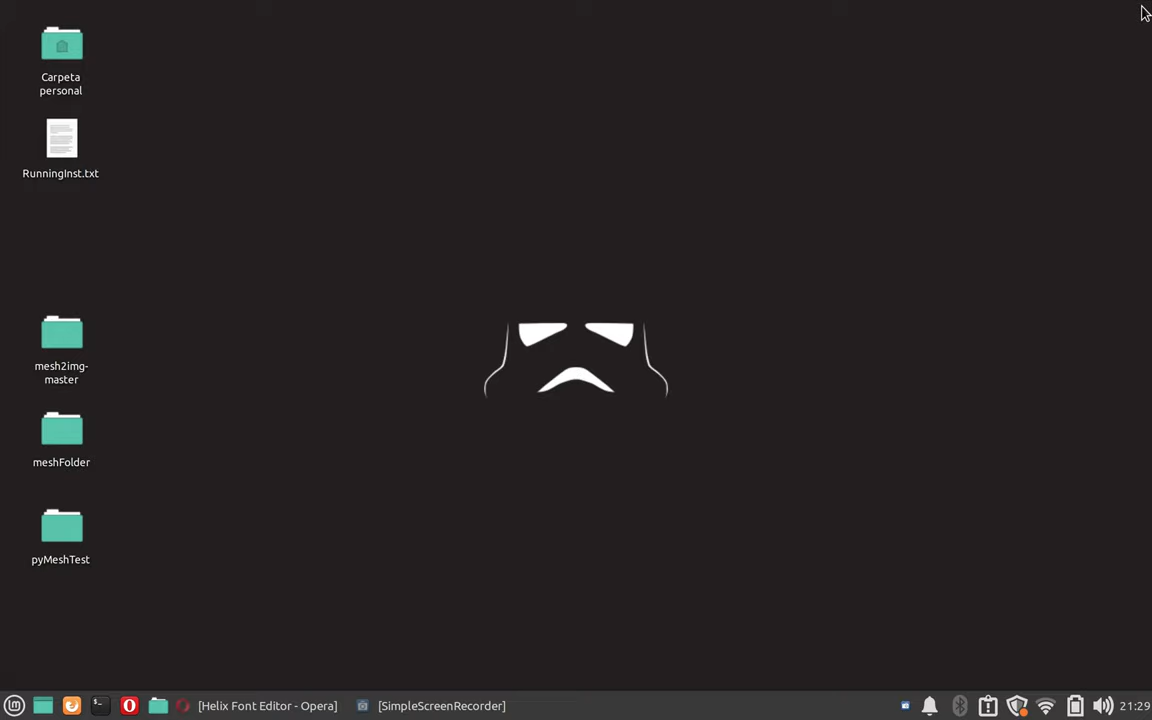 Carpeta
personal
RunningInst.txt
mesh2img-
master
meshFolder
pyMeshTest
[Helix Font Editor - Opera]
[SimpleScreenRecorder]
21:29